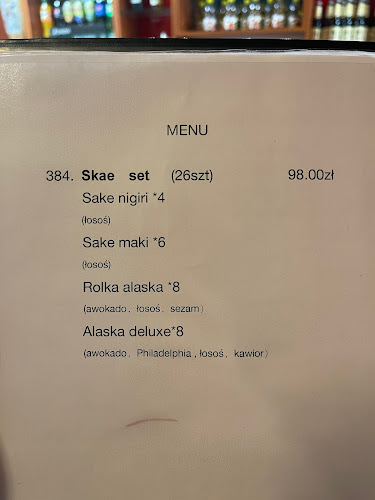 MENU
384. Skae set (26szt) 98.00zł
Sake nigiri *4
(łosoś)
Sake maki *6
(łosoś)
Rolka alaska *8
(awokado, łosoś, sezam)
Alaska deluxe*8
(awokado, Philadelphia, łosoś, kawior)